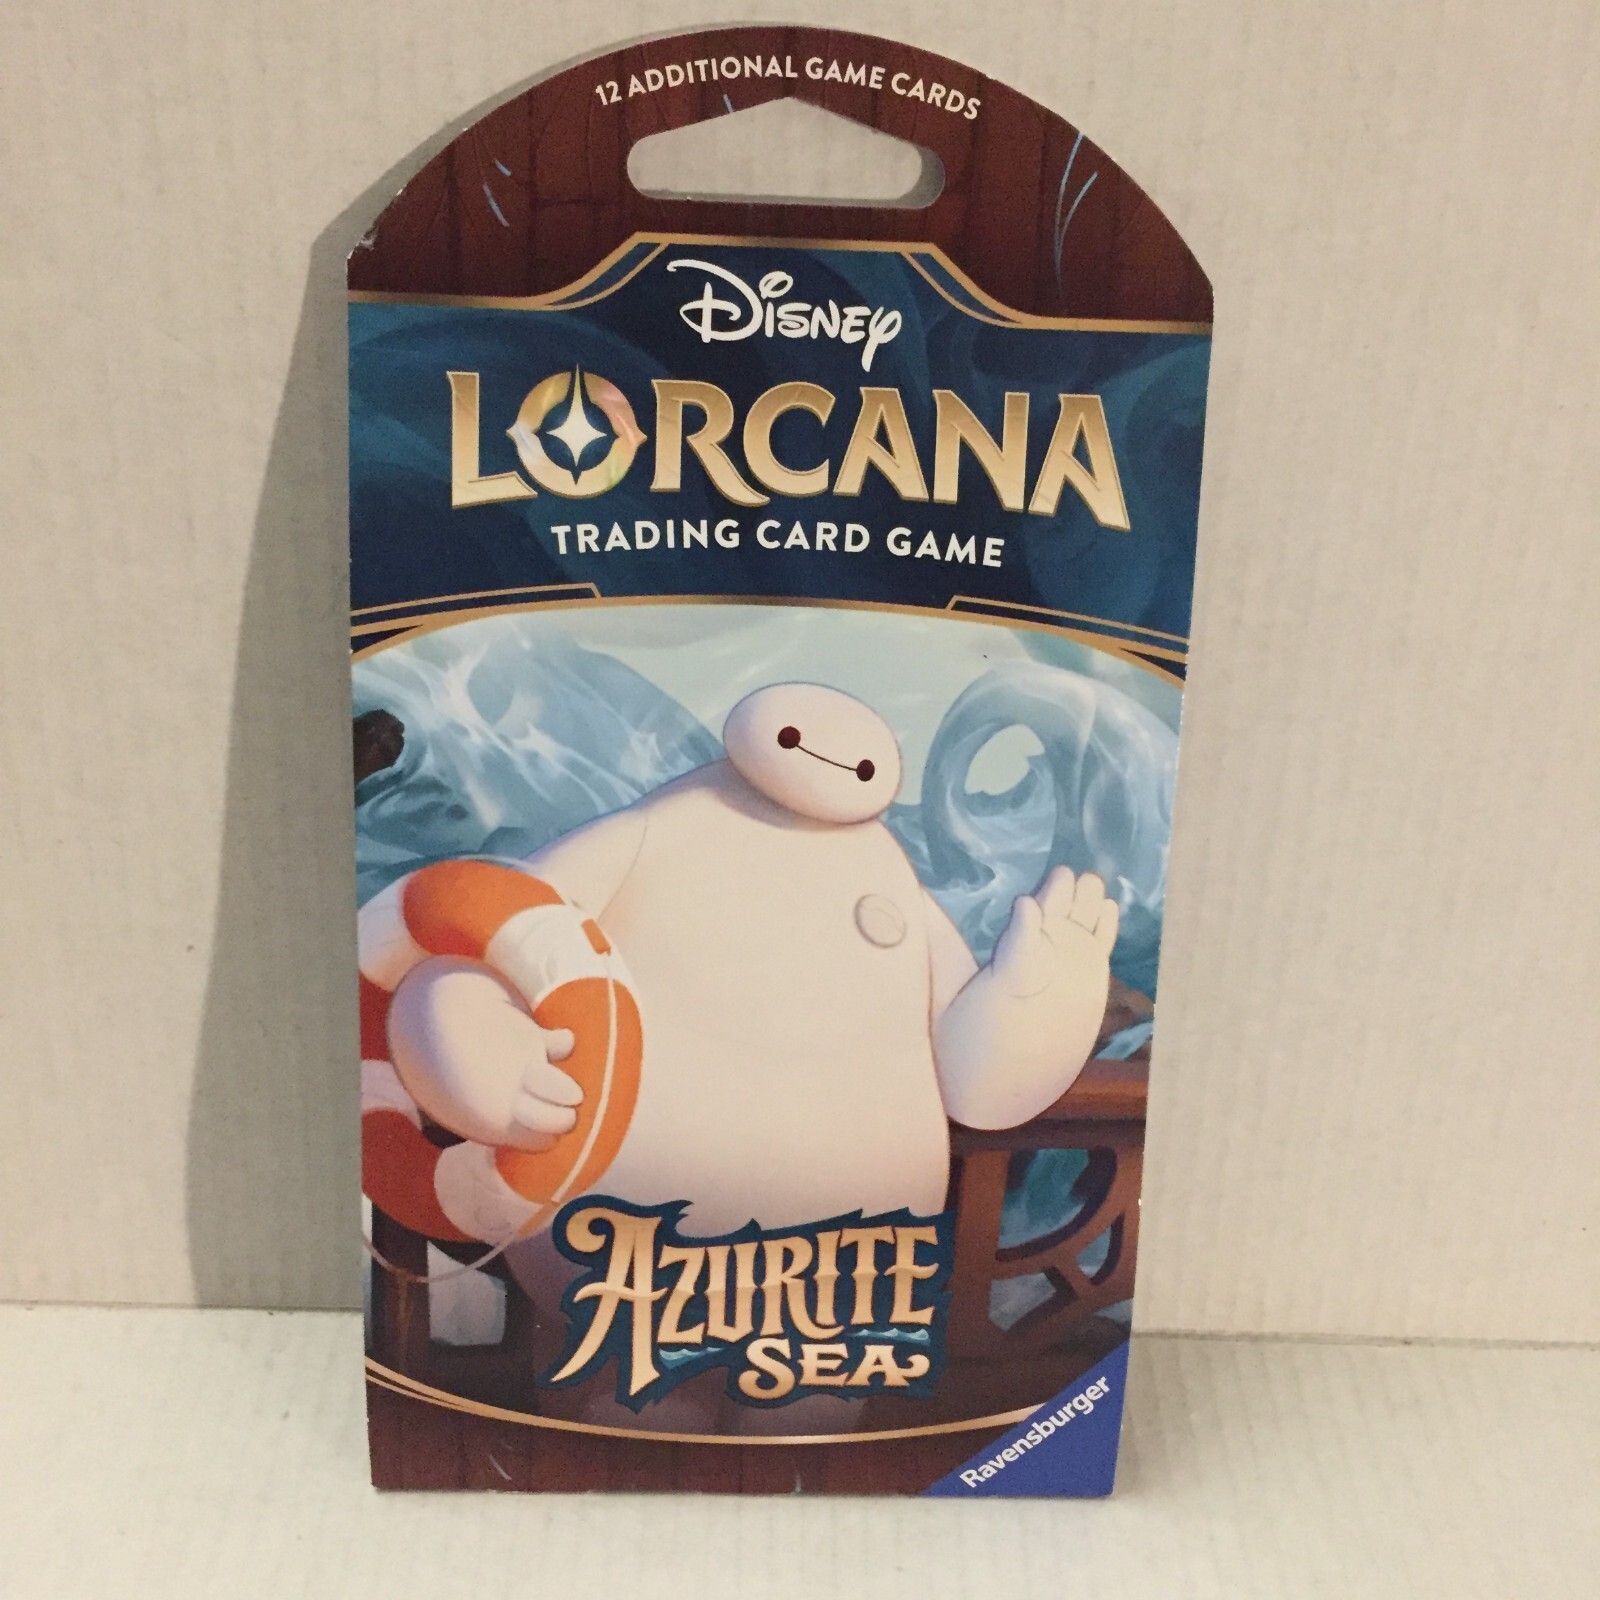 12 ADDITIONAL GAME CARDS
DISNEY
LORCANA
TRADING CARD GAME
AZURITE
SEA
Ravensburger